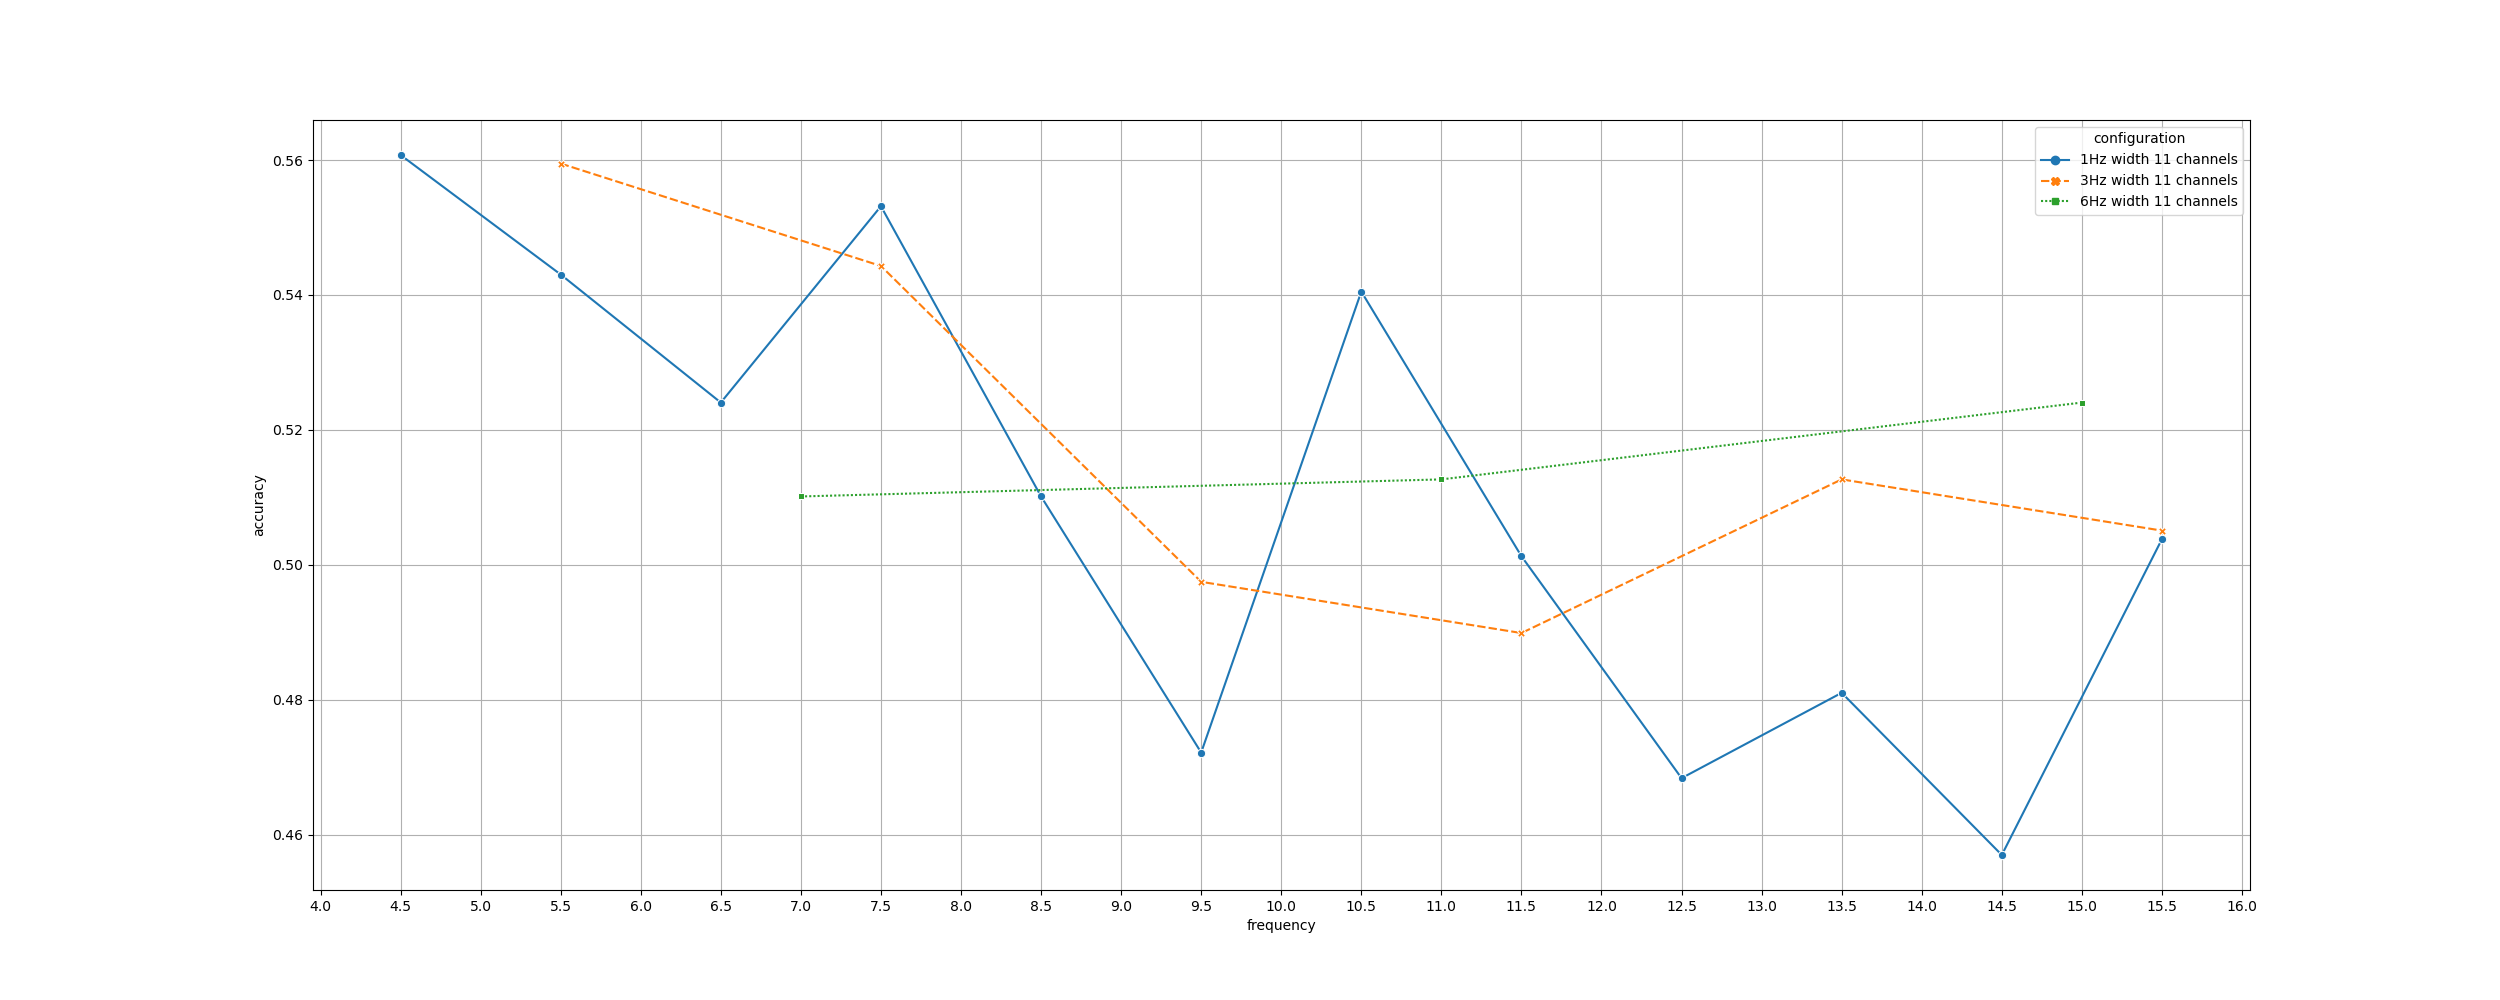 configuration
1Hz width 11 channels
3Hz width 11 channels
6Hz width 11 channels
0.56
0.54
0.52
0.50
0.48
0.46
accuracy
4.0 4.5 5.0 5.5 6.0 6.5 7.0 7.5 8.0 8.5 9.0 9.5 10.0 10.5 11.0 11.5 12.0 12.5 13.0 13.5 14.0 14.5 15.0 15.5 16.0
frequency